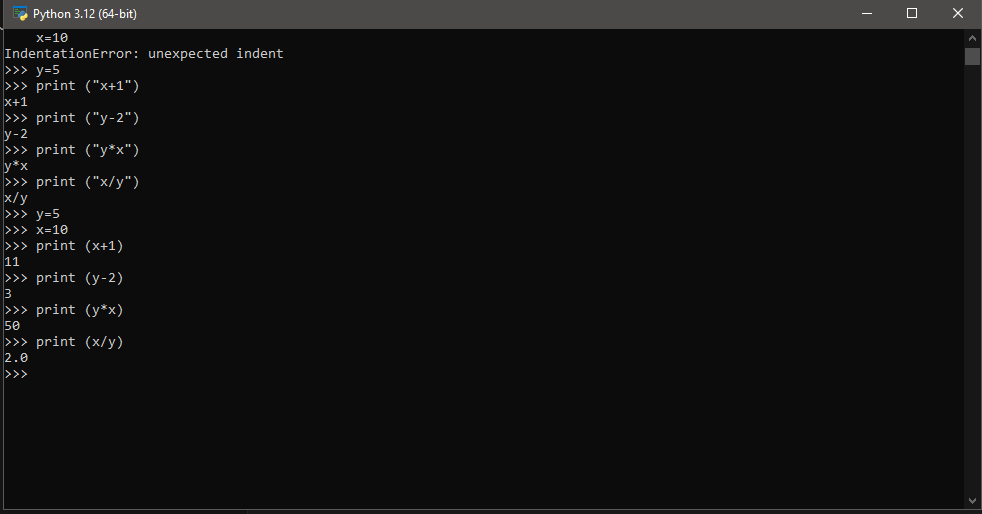 Python 3.12 (64-bit)
    x=10
IndentationError: unexpected indent
>>> y=5
>>> print ("x+1")
x+1
>>> print ("y-2")
y-2
>>> print ("y*x")
y*x
>>> print ("x/y")
x/y
>>> y=5
>>> x=10
>>> print (x+1)
11
>>> print (y-2)
3
>>> print (y*x)
50
>>> print (x/y)
2.0
>>>